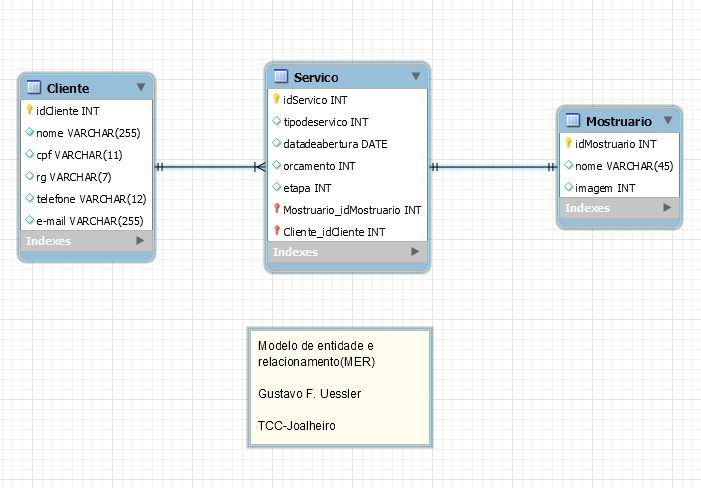 Cliente
idCliente INT
nome VARCHAR(255)
cpf VARCHAR(11)
rg VARCHAR(7)
telefone VARCHAR(12)
e-mail VARCHAR(255)
Indexes
Servico
idServico INT
tipodeservico INT
datadeabertura DATE
orcamento INT
etapa INT
Mostruario_idMostruario INT
Cliente_idCliente INT
Indexes
Mostruario
idMostruario INT
nome VARCHAR(45)
imagem INT
Indexes
Modelo de entidade e
relacionamento(MER)
Gustavo F. Uessler
TCC-Joalheiro